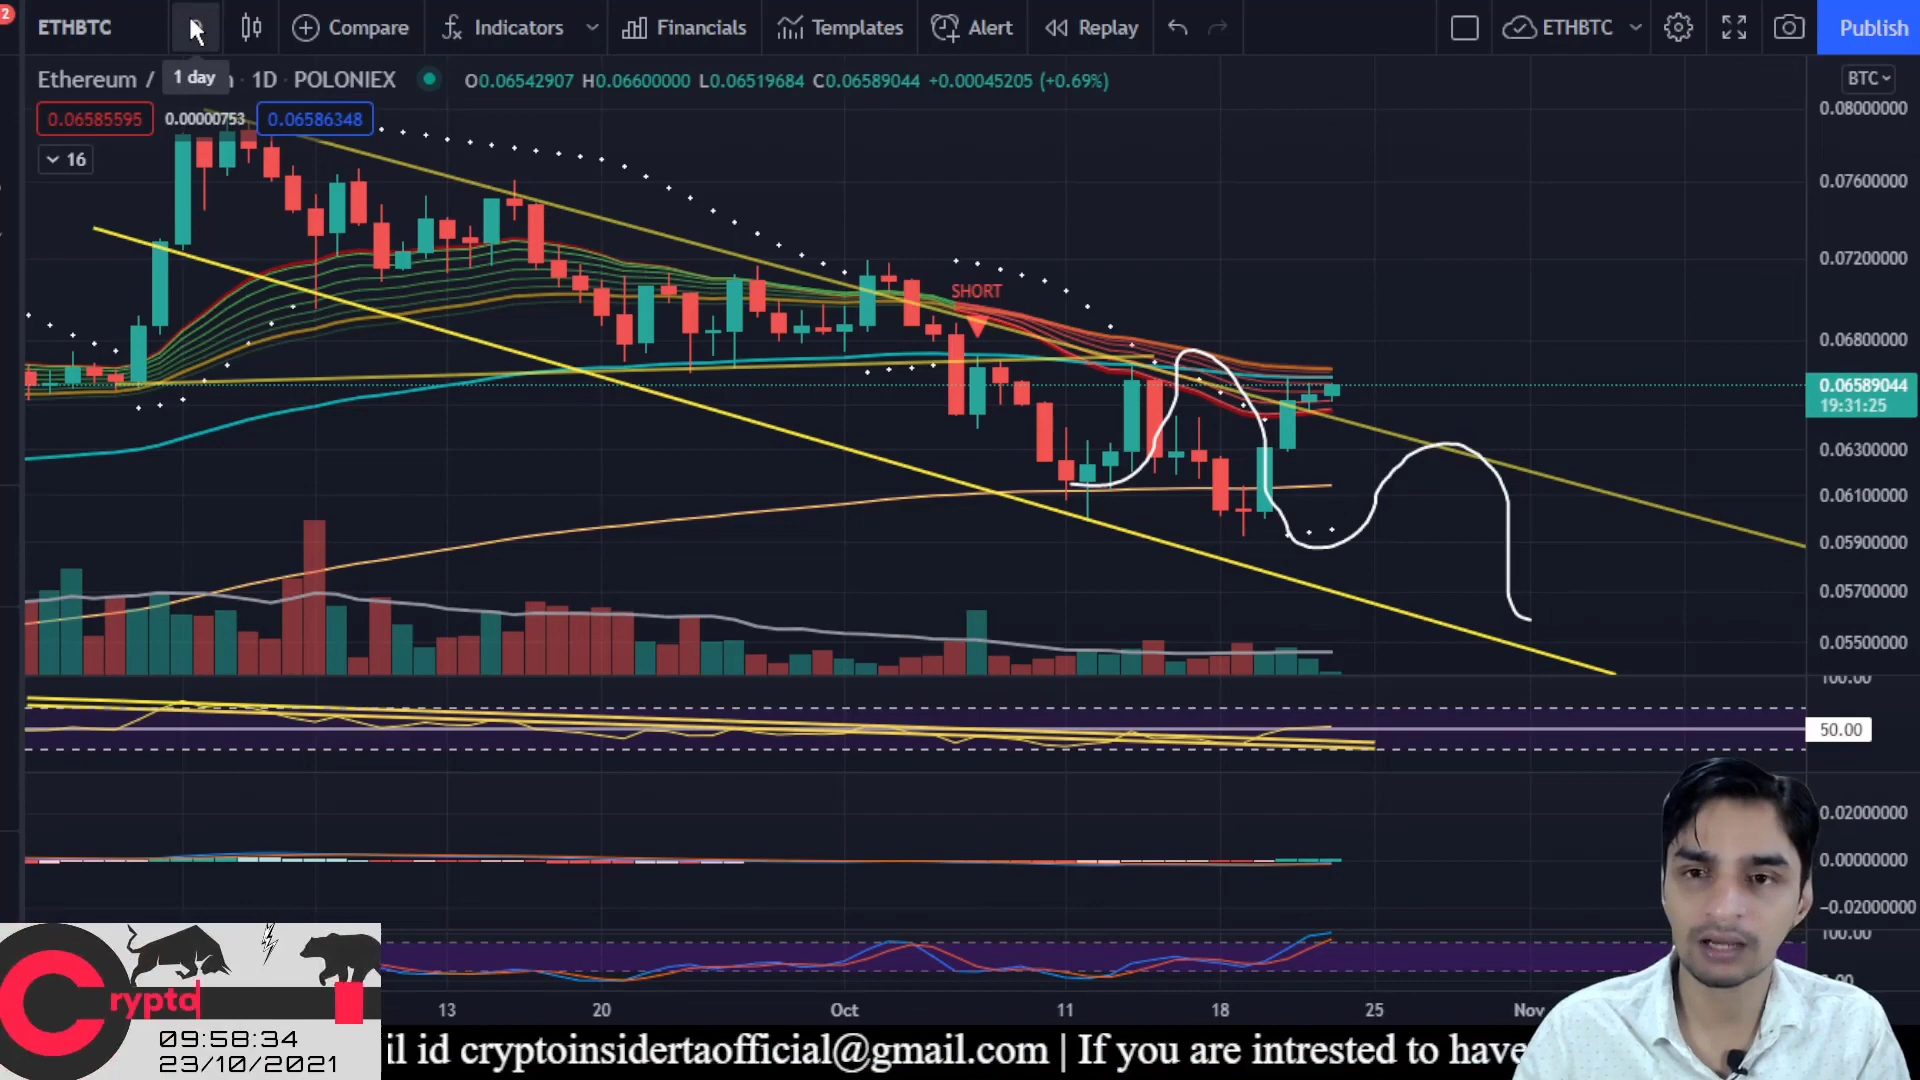 2
ETHBTC
Compare
Indicators
Financials
Templates
Alert
Replay
ETHBTC
Publish
Ethereum /
1 day
1D · POLONIEX
O0.06542907 H0.06600000 L0.06519684 C0.06589044 +0.00045205 (+0.69%)
BTC
0.06585595
0.00000753
0.06586348
16
SHORT
0.08000000
0.07600000
0.07200000
0.06800000
0.06589044
19:31:25
0.06300000
0.06100000
0.05900000
0.05700000
0.05500000
100.00
50.00
0.02000000
0.00000000
−0.02000000
100.00
13
20
Oct
11
18
25
Nov
Crypto
09:58:34
23/10/2021
il id cryptoinsidertaofficial@gmail.com | If you are intrested to have